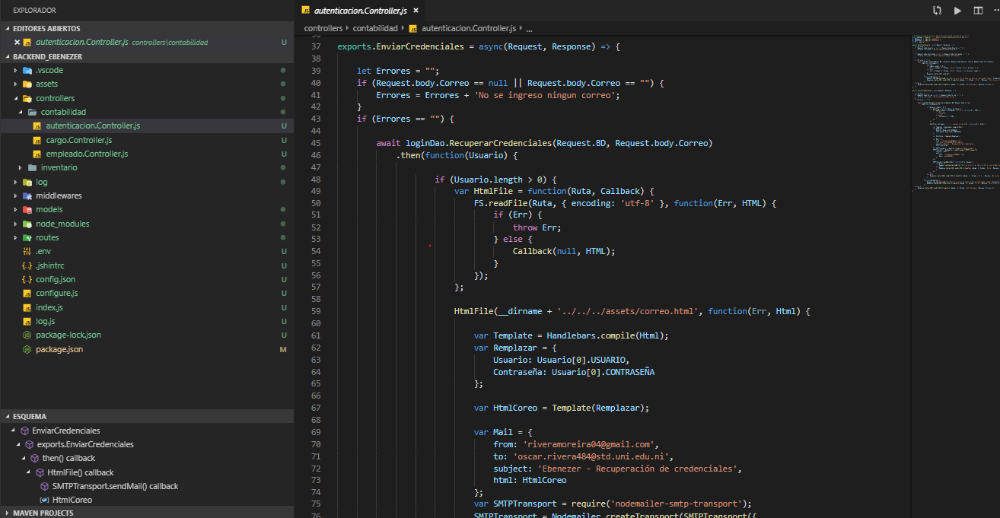 EXPLORADOR
EDITORES ABIERTOS
autenticacion.Controller.js controllers\contabilidad U
BACKEND_EBENEZER
.vscode
assets
controllers
contabilidad
autenticacion.Controller.js U
cargo.Controller.js U
empleado.Controller.js U
inventario
log
middlewares
models
node_modules
routes
.env U
.jshintrc U
config.json U
configure.js U
index.js U
log.js U
package-lock.json U
package.json M
ESQUEMA
EnviarCredenciales
exports.EnviarCredenciales
then() callback
HtmlFile() callback
SMTPTransport.sendMail() callback
HtmlCoreo
MAVEN PROJECTS
autenticacion.Controller.js
controllers contabilidad autenticacion.Controller.js ...
36
37 exports.EnviarCredenciales = async(Request, Response) => {
38
39 let Errores = "";
40 if (Request.body.Correo == null || Request.body.Correo == "") {
41 Errores = Errores + 'No se ingreso ningun correo';
42 }
43 if (Errores == "") {
44
45 await loginDao.RecuperarCredenciales(Request.BD, Request.body.Correo)
46 .then(function(Usuario) {
47
48 if (Usuario.length > 0) {
49 var HtmlFile = function(Ruta, Callback) {
50 FS.readFile(Ruta, { encoding: 'utf-8' }, function(Err, HTML) {
51 if (Err) {
52 throw Err;
53 } else {
54 Callback(null, HTML);
55 }
56 });
57 };
58
59 HtmlFile(__dirname + '../../../assets/correo.html', function(Err, Html) {
60
61 var Template = Handlebars.compile(Html);
62 var Remplazar = {
63 Usuario: Usuario[0].USUARIO,
64 Contraseña: Usuario[0].CONTRASEÑA
65 };
66
67 var HtmlCoreo = Template(Remplazar);
68
69 var Mail = {
70 from: 'riveramoreira04@gmail.com',
71 to: 'oscar.rivera484@std.uni.edu.ni',
72 subject: 'Ebenezer - Recuperación de credenciales',
73 html: HtmlCoreo
74 };
75 var SMTPTransport = require('nodemailer-smtp-transport');
76 SMTPTransport = Nodemailer.createTransport(SMTPTransport({